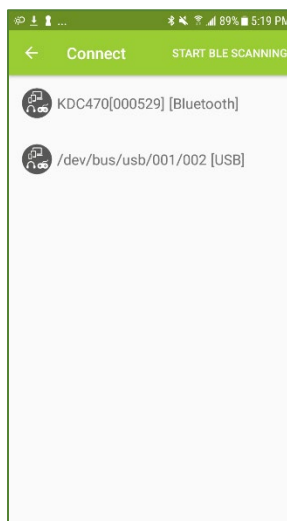 ... 89% 5:19 PM
Connect START BLE SCANNING
KDC470[000529] [Bluetooth]
/dev/bus/usb/001/002 [USB]